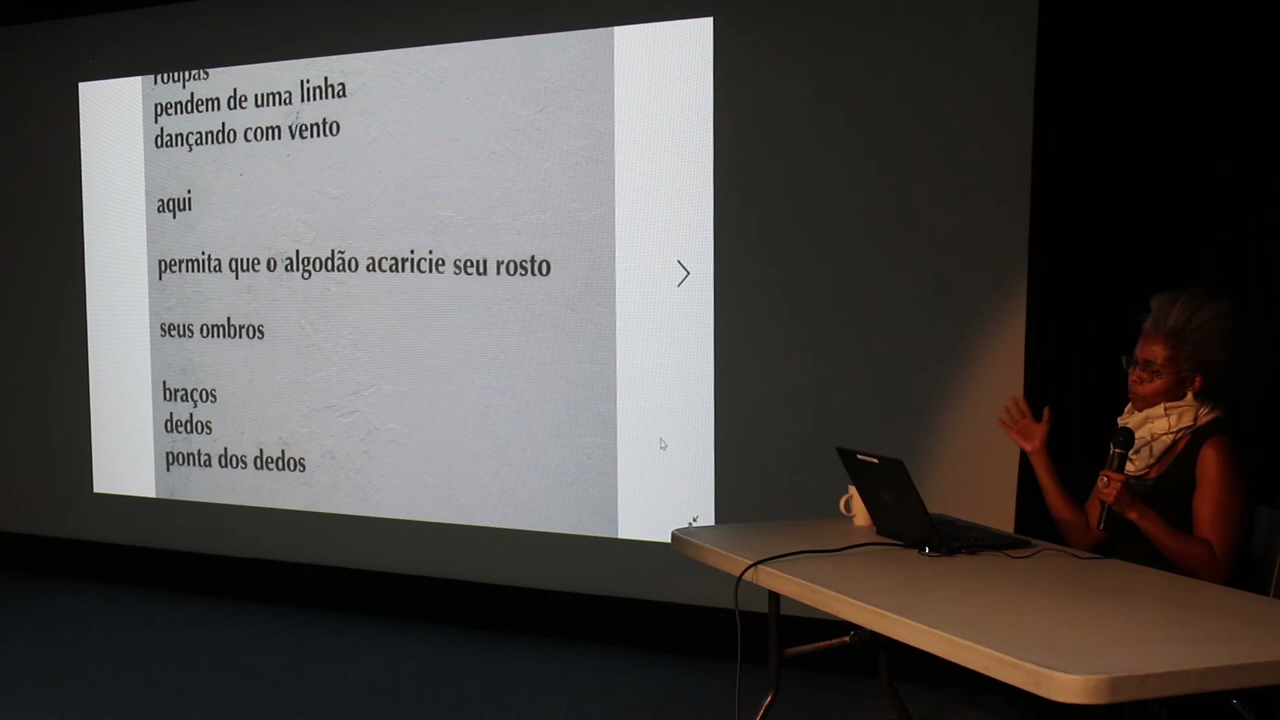 roupas
pendem de uma linha
dançando com vento
aqui
permita que o algodão acaricie seu rosto
seus ombros
braços
dedos
ponta dos dedos